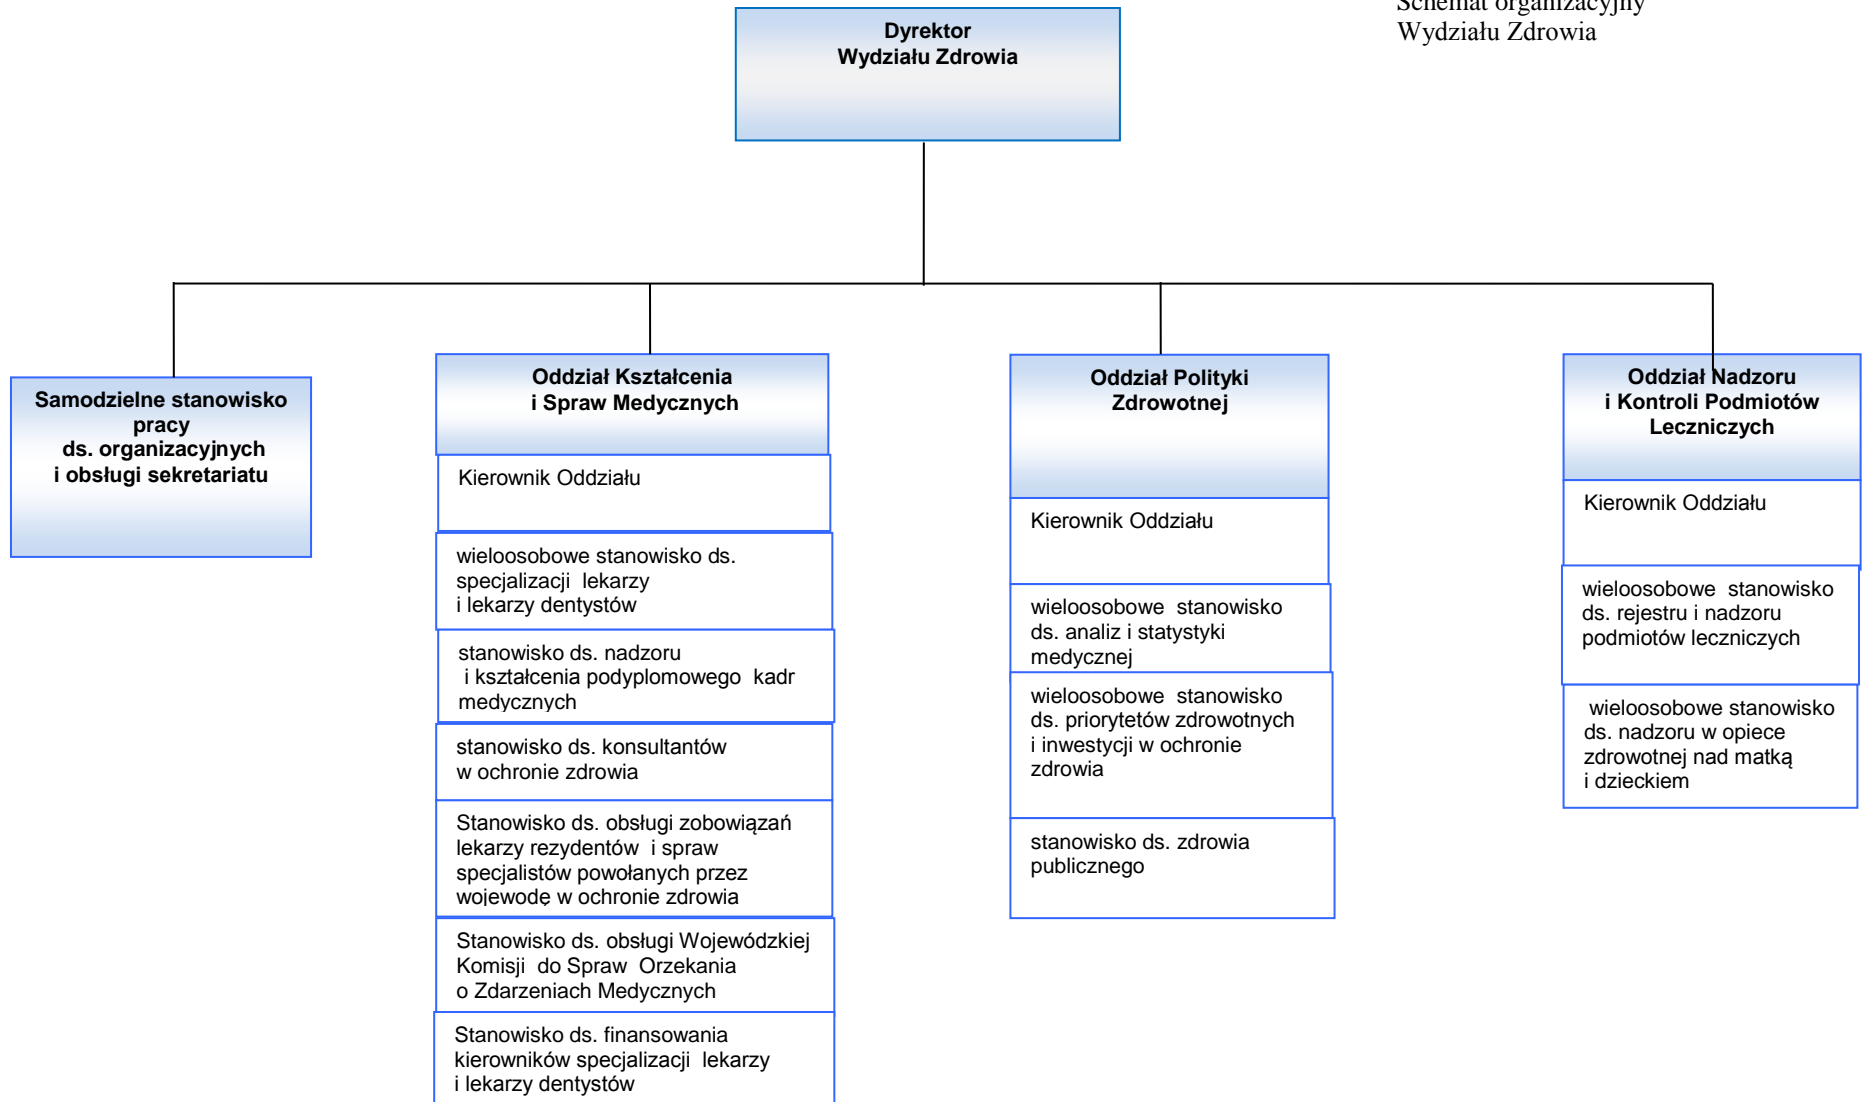 Schemat organizacyjny
Wydziału Zdrowia
Dyrektor
Wydziału Zdrowia
Samodzielne stanowisko
pracy
ds. organizacyjnych
i obsługi sekretariatu
Oddział Kształcenia
i Spraw Medycznych
Kierownik Oddziału
wieloosobowe stanowisko ds.
specjalizacji lekarzy
i lekarzy dentystów
stanowisko ds. nadzoru
i kształcenia podyplomowego kadr
medycznych
stanowisko ds. konsultantów
w ochronie zdrowia
Stanowisko ds. obsługi zobowiązań
lekarzy rezydentów i spraw
specjalistów powołanych przez
wojewodę w ochronie zdrowia
Stanowisko ds. obsługi Wojewódzkiej
Komisji do Spraw Orzekania
o Zdarzeniach Medycznych
Stanowisko ds. finansowania
kierowników specjalizacji lekarzy
i lekarzy dentystów
Oddział Polityki
Zdrowotnej
Kierownik Oddziału
wieloosobowe stanowisko
ds. analiz i statystyki
medycznej
wieloosobowe stanowisko
ds. priorytetów zdrowotnych
i inwestycji w ochronie
zdrowia
stanowisko ds. zdrowia
publicznego
Oddział Nadzoru
i Kontroli Podmiotów
Leczniczych
Kierownik Oddziału
wieloosobowe stanowisko
ds. rejestru i nadzoru
podmiotów leczniczych
wieloosobowe stanowisko
ds. nadzoru w opiece
zdrowotnej nad matką
i dzieckiem